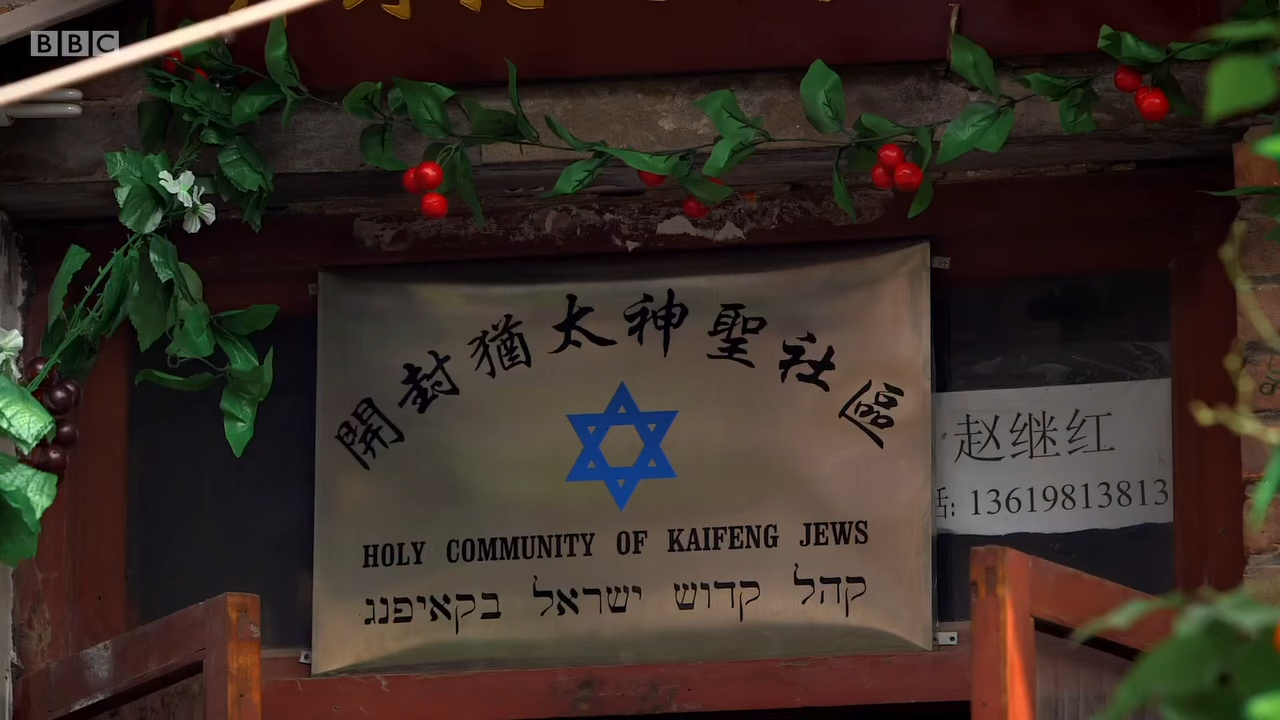 BBC
開封猶太神聖社區
HOLY COMMUNITY OF KAIFENG JEWS
קהל קדוש ישראל בקאיפנג
赵继红
话: 13619813813